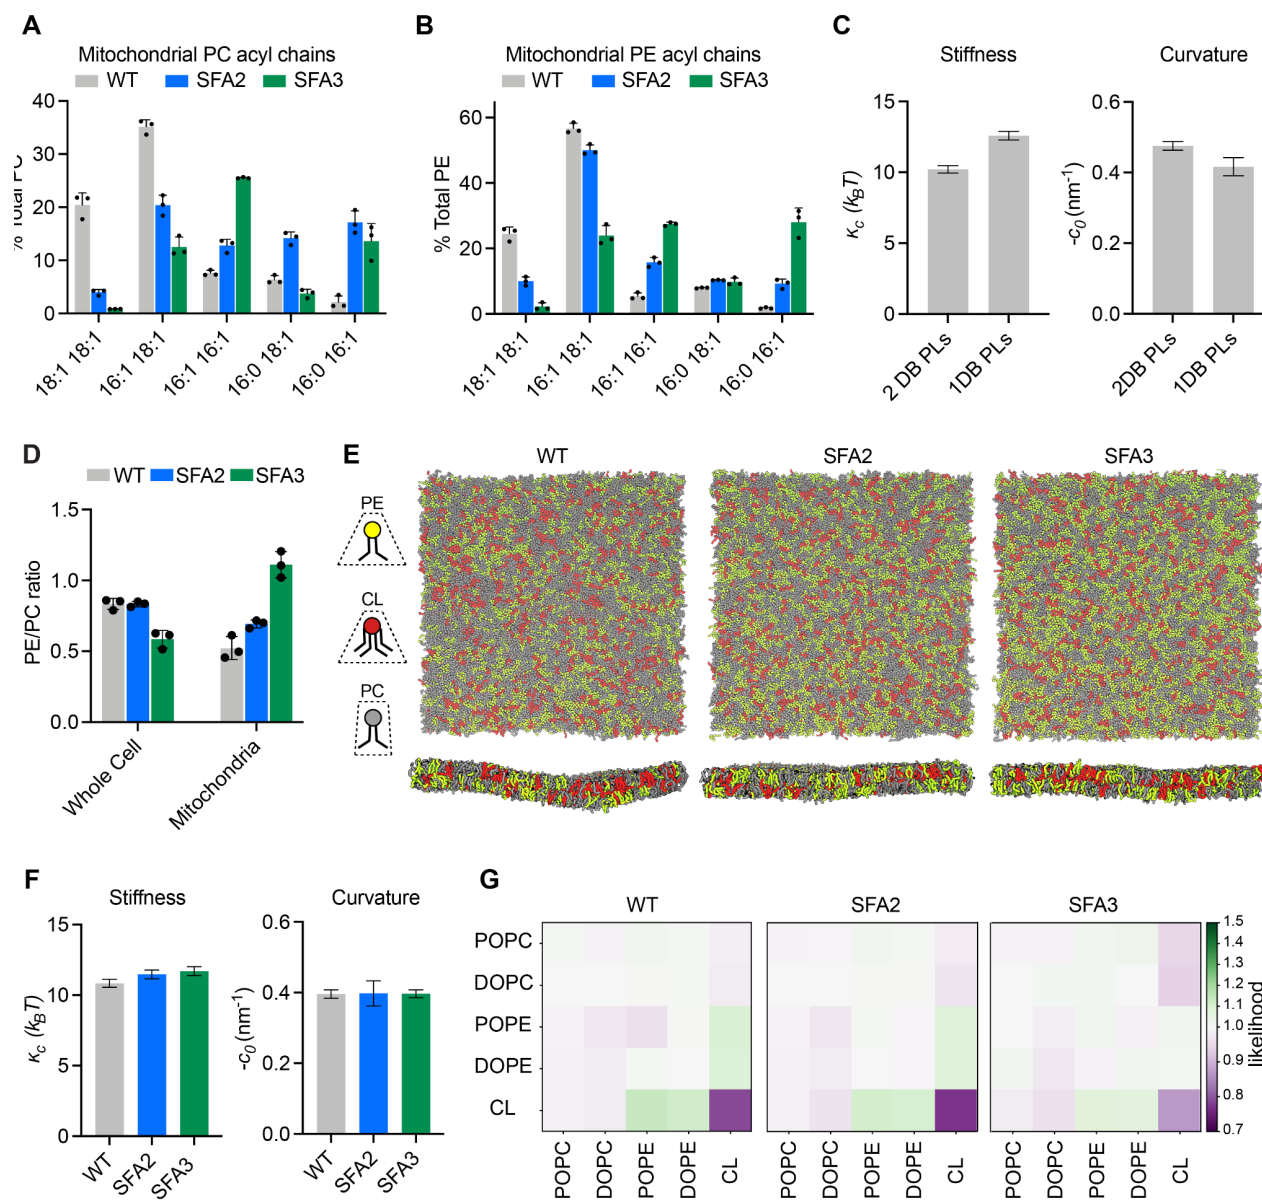 A
Mitochondrial PC acyl chains
WT SFA2 SFA3
% Total PC
40
30
20
10
0
18:1 18:1
16:1 18:1
16:1 16:1
16:0 18:1
16:0 16:1
B
Mitochondrial PE acyl chains
WT SFA2 SFA3
% Total PE
60
40
20
0
18:1 18:1
16:1 18:1
16:1 16:1
16:0 18:1
16:0 16:1
C
Stiffness
κc (kBT)
15
10
5
0
2 DB PLs
1DB PLs
Curvature
-c0 (nm-1)
0.6
0.4
0.2
0.0
2DB PLs
1DB PLs
D
WT SFA2 SFA3
PE/PC ratio
1.5
1.0
0.5
0.0
Whole Cell
Mitochondria
E
WT
SFA2
SFA3
PE
CL
PC
F
Stiffness
κc (kBT)
15
10
5
0
WT
SFA2
SFA3
Curvature
-c0 (nm-1)
0.6
0.4
0.2
0.0
WT
SFA2
SFA3
G
WT
SFA2
SFA3
POPC
DOPC
POPE
DOPE
CL
POPC
DOPC
POPE
DOPE
CL
POPC
DOPC
POPE
DOPE
CL
POPC
DOPC
POPE
DOPE
CL
1.5
1.4
1.3
1.2
1.1
1.0
0.9
0.8
0.7
likelihood